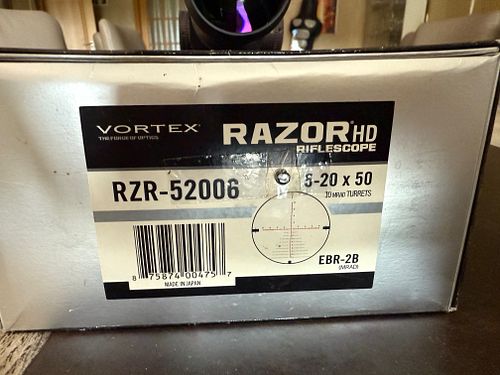 VORTEX®
THE FORCE OF OPTICS
RAZOR® HD
RIFLESCOPE
RZR-52006
5-20 x 50
10 MRAD TURRETS
EBR-2B
(MRAD)
8 75874 00475 7
MADE IN JAPAN